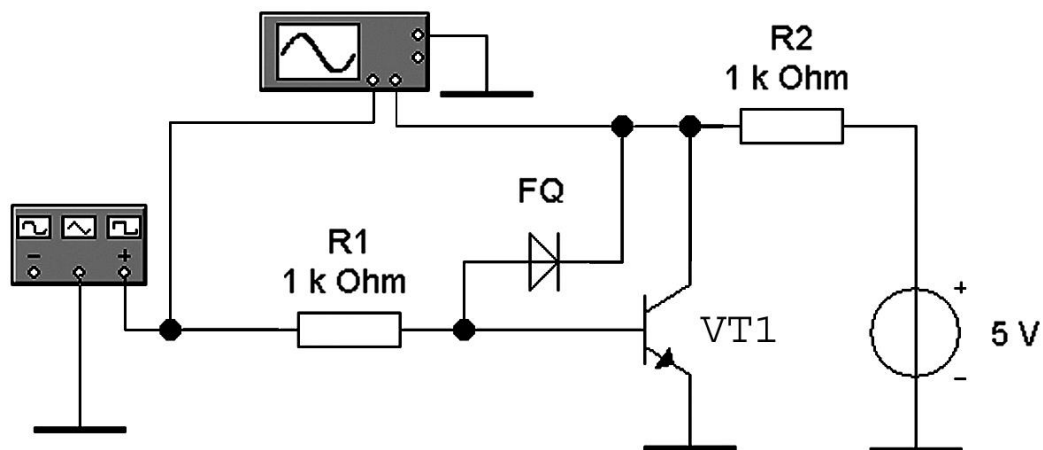 R2
1 k Ohm
FQ
R1
1 k Ohm
- +
VT1
+
5 V
-